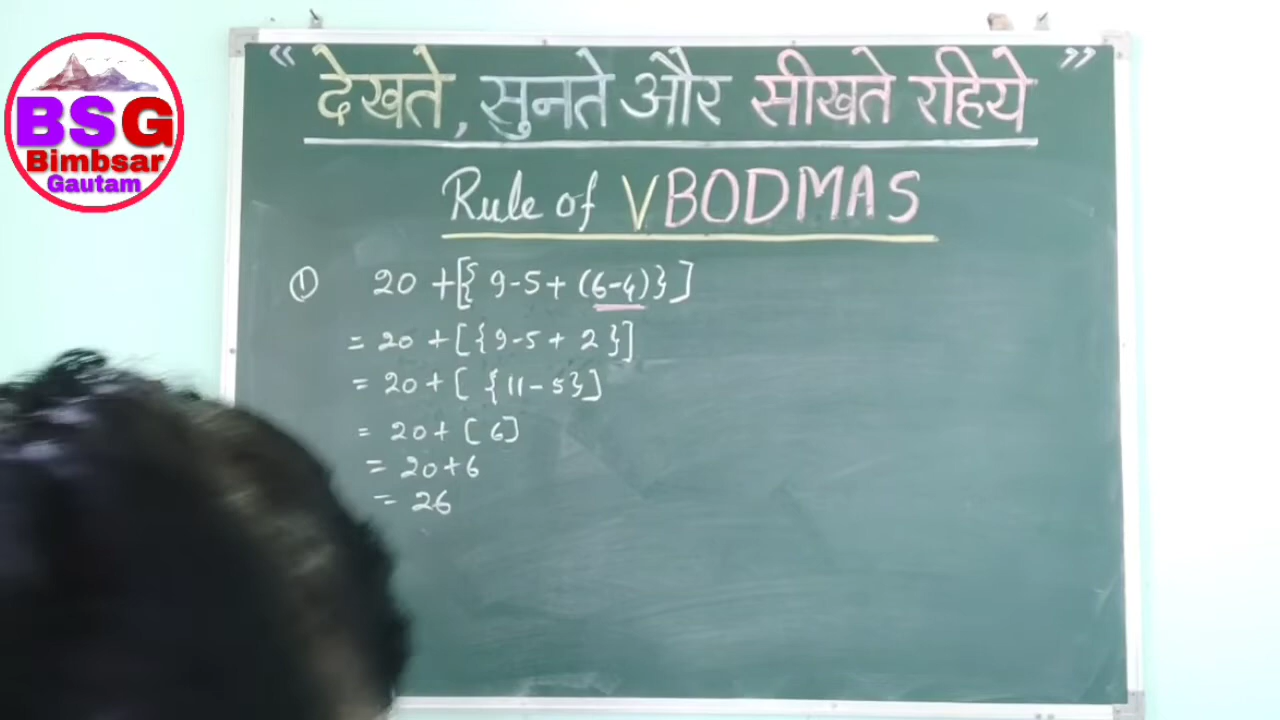 BSG
Bimbsar
Gautam
“ देखते, सुनते और सीखते रहिये ”
Rule of VBODMAS
① 20 + [{ 9-5 + (6-4)}]
= 20 + [{9-5 + 2}]
= 20 + [ {11-5}]
= 20 + [ 6]
= 20+6
= 26